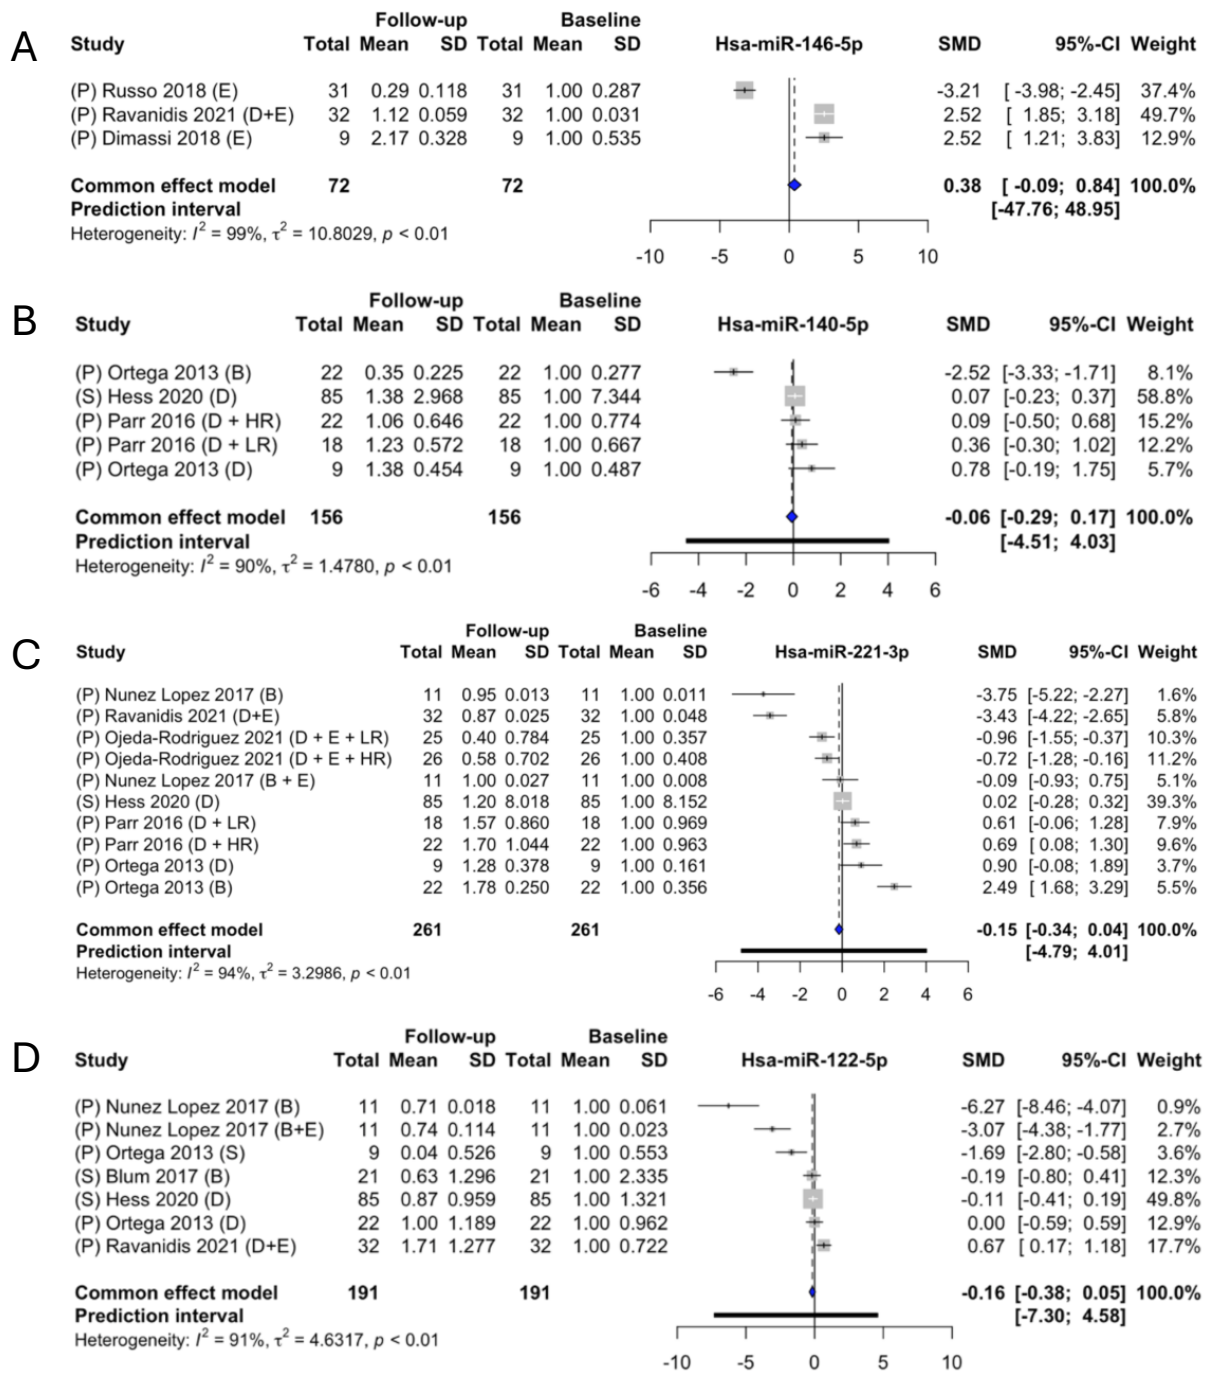 A
Follow-up Baseline
Study Total Mean SD Total Mean SD Hsa-miR-146-5p SMD 95%-CI Weight
(P) Russo 2018 (E) 31 0.29 0.118 31 1.00 0.287 -3.21 [ -3.98; -2.45] 37.4%
(P) Ravanidis 2021 (D+E) 32 1.12 0.059 32 1.00 0.031 2.52 [ 1.85; 3.18] 49.7%
(P) Dimassi 2018 (E) 9 2.17 0.328 9 1.00 0.535 2.52 [ 1.21; 3.83] 12.9%
Common effect model 72 72 0.38 [ -0.09; 0.84] 100.0%
Prediction interval [-47.76; 48.95]
Heterogeneity: I² = 99%, τ² = 10.8029, p < 0.01
-10 -5 0 5 10
B
Follow-up Baseline
Study Total Mean SD Total Mean SD Hsa-miR-140-5p SMD 95%-CI Weight
(P) Ortega 2013 (B) 22 0.35 0.225 22 1.00 0.277 -2.52 [-3.33; -1.71] 8.1%
(S) Hess 2020 (D) 85 1.38 2.968 85 1.00 7.344 0.07 [-0.23; 0.37] 58.8%
(P) Parr 2016 (D + HR) 22 1.06 0.646 22 1.00 0.774 0.09 [-0.50; 0.68] 15.2%
(P) Parr 2016 (D + LR) 18 1.23 0.572 18 1.00 0.667 0.36 [-0.30; 1.02] 12.2%
(P) Ortega 2013 (D) 9 1.38 0.454 9 1.00 0.487 0.78 [-0.19; 1.75] 5.7%
Common effect model 156 156 -0.06 [-0.29; 0.17] 100.0%
Prediction interval [-4.51; 4.03]
Heterogeneity: I² = 90%, τ² = 1.4780, p < 0.01
-6 -4 -2 0 2 4 6
C
Follow-up Baseline
Study Total Mean SD Total Mean SD Hsa-miR-221-3p SMD 95%-CI Weight
(P) Nunez Lopez 2017 (B) 11 0.95 0.013 11 1.00 0.011 -3.75 [-5.22; -2.27] 1.6%
(P) Ravanidis 2021 (D+E) 32 0.87 0.025 32 1.00 0.048 -3.43 [-4.22; -2.65] 5.8%
(P) Ojeda-Rodriguez 2021 (D + E + LR) 25 0.40 0.784 25 1.00 0.357 -0.96 [-1.55; -0.37] 10.3%
(P) Ojeda-Rodriguez 2021 (D + E + HR) 26 0.58 0.702 26 1.00 0.408 -0.72 [-1.28; -0.16] 11.2%
(P) Nunez Lopez 2017 (B + E) 11 1.00 0.027 11 1.00 0.008 -0.09 [-0.93; 0.75] 5.1%
(S) Hess 2020 (D) 85 1.20 8.018 85 1.00 8.152 0.02 [-0.28; 0.32] 39.3%
(P) Parr 2016 (D + LR) 18 1.57 0.860 18 1.00 0.969 0.61 [-0.06; 1.28] 7.9%
(P) Parr 2016 (D + HR) 22 1.70 1.044 22 1.00 0.963 0.69 [ 0.08; 1.30] 9.6%
(P) Ortega 2013 (D) 9 1.28 0.378 9 1.00 0.161 0.90 [-0.08; 1.89] 3.7%
(P) Ortega 2013 (B) 22 1.78 0.250 22 1.00 0.356 2.49 [ 1.68; 3.29] 5.5%
Common effect model 261 261 -0.15 [-0.34; 0.04] 100.0%
Prediction interval [-4.79; 4.01]
Heterogeneity: I² = 94%, τ² = 3.2986, p < 0.01
-6 -4 -2 0 2 4 6
D
Follow-up Baseline
Study Total Mean SD Total Mean SD Hsa-miR-122-5p SMD 95%-CI Weight
(P) Nunez Lopez 2017 (B) 11 0.71 0.018 11 1.00 0.061 -6.27 [-8.46; -4.07] 0.9%
(P) Nunez Lopez 2017 (B+E) 11 0.74 0.114 11 1.00 0.023 -3.07 [-4.38; -1.77] 2.7%
(P) Ortega 2013 (S) 9 0.04 0.526 9 1.00 0.553 -1.69 [-2.80; -0.58] 3.6%
(S) Blum 2017 (B) 21 0.63 1.296 21 1.00 2.335 -0.19 [-0.80; 0.41] 12.3%
(S) Hess 2020 (D) 85 0.87 0.959 85 1.00 1.321 -0.11 [-0.41; 0.19] 49.8%
(P) Ortega 2013 (D) 22 1.00 1.189 22 1.00 0.962 0.00 [-0.59; 0.59] 12.9%
(P) Ravanidis 2021 (D+E) 32 1.71 1.277 32 1.00 0.722 0.67 [ 0.17; 1.18] 17.7%
Common effect model 191 191 -0.16 [-0.38; 0.05] 100.0%
Prediction interval [-7.30; 4.58]
Heterogeneity: I² = 91%, τ² = 4.6317, p < 0.01
-10 -5 0 5 10